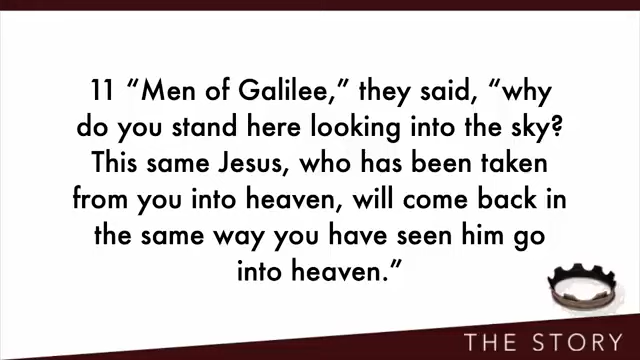 11 “Men of Galilee,” they said, “why
do you stand here looking into the sky?
This same Jesus, who has been taken
from you into heaven, will come back in
the same way you have seen him go
into heaven.”
THE STORY